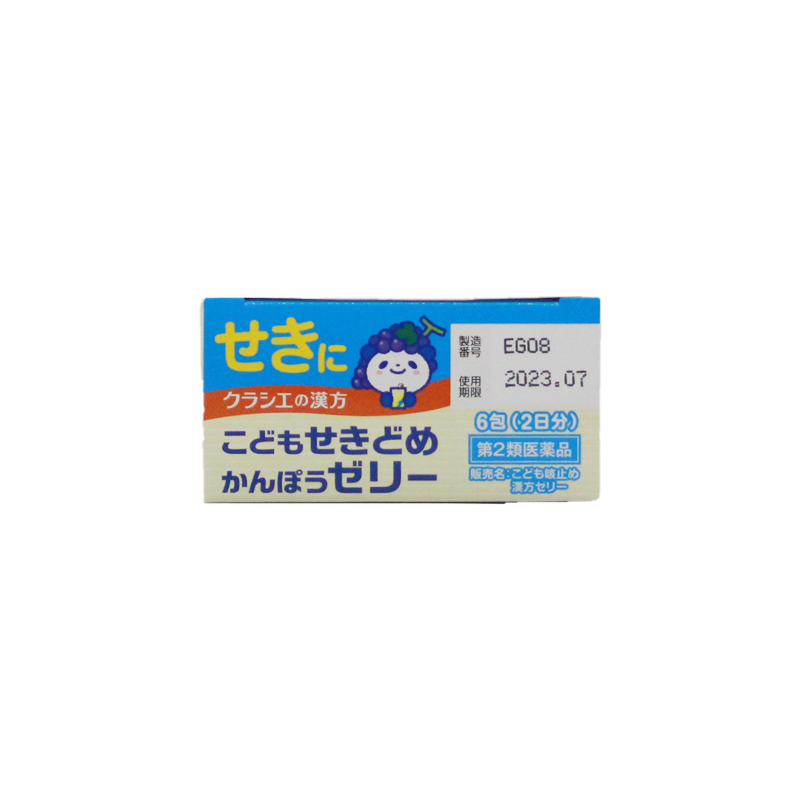 せきに
クラシエの漢方
こどもせきどめ
かんぽうゼリー
製造番号 EG08
使用期限 2023.07
6包(2日分)
第2類医薬品
販売名:こども咳止め
漢方ゼリー